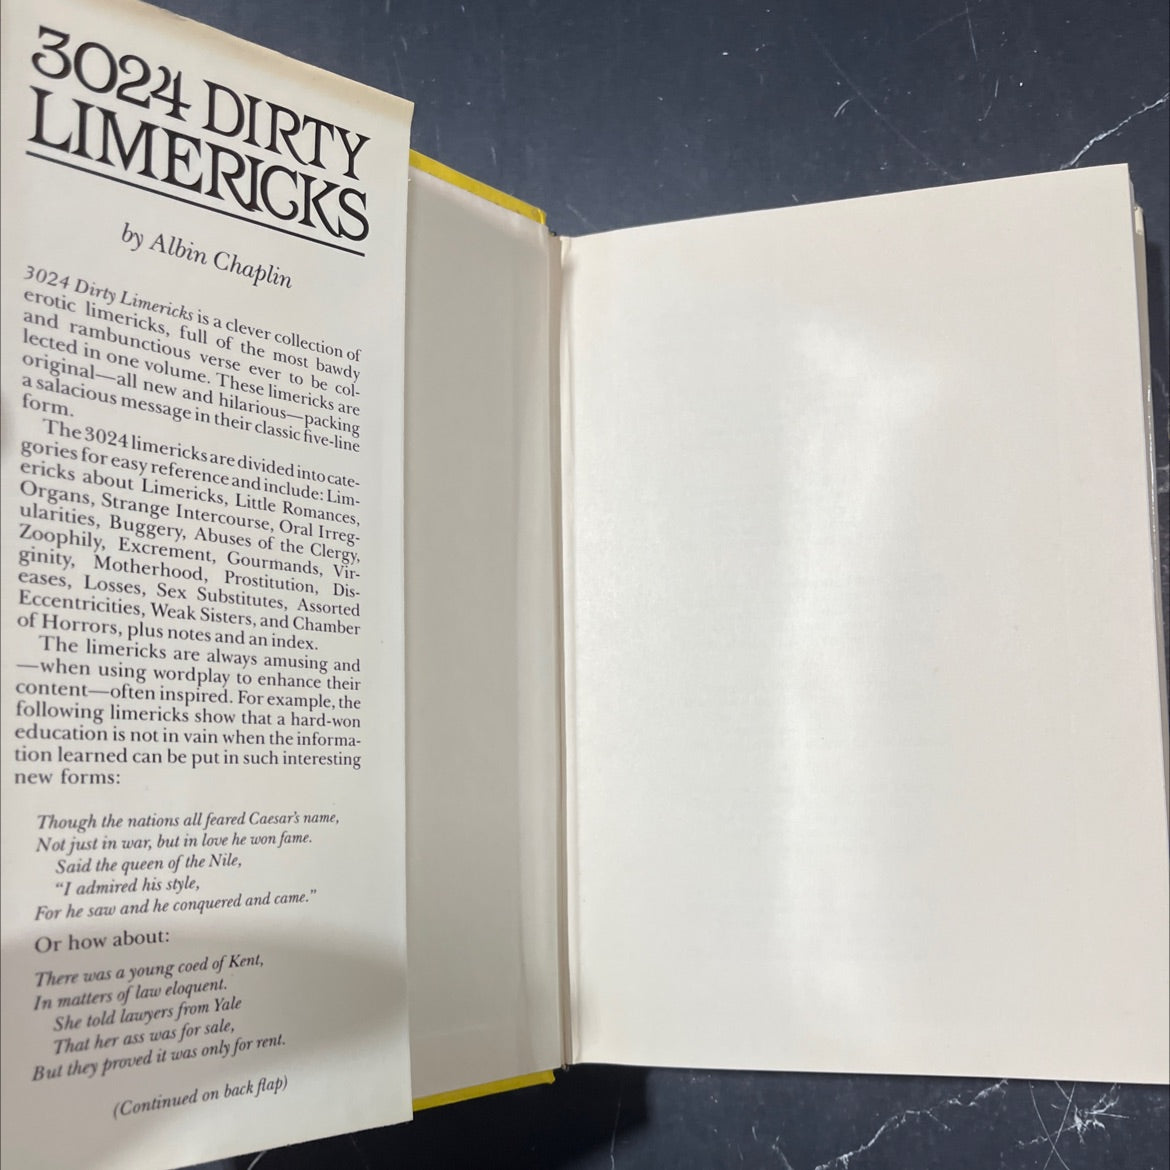 3024 DIRTY
LIMERICKS
by Albin Chaplin
3024 Dirty Limericks is a clever collection of
erotic limericks, full of the most bawdy
and rambunctious verse ever to be col-
lected in one volume. These limericks are
original—all new and hilarious—packing
a salacious message in their classic five-line
form.
The 3024 limericks are divided into cate-
gories for easy reference and include: Lim-
ericks about Limericks, Little Romances,
Organs, Strange Intercourse, Oral Irreg-
ularities, Buggery, Abuses of the Clergy,
Zoophily, Excrement, Gourmands, Vir-
ginity, Motherhood, Prostitution, Dis-
eases, Losses, Sex Substitutes, Assorted
Eccentricities, Weak Sisters, and Chamber
of Horrors, plus notes and an index.
The limericks are always amusing and
—when using wordplay to enhance their
content—often inspired. For example, the
following limericks show that a hard-won
education is not in vain when the informa-
tion learned can be put in such interesting
new forms:
Though the nations all feared Caesar's name,
Not just in war, but in love he won fame.
Said the queen of the Nile,
"I admired his style,
For he saw and he conquered and came."
Or how about:
There was a young coed of Kent,
In matters of law eloquent.
She told lawyers from Yale
That her ass was for sale,
But they proved it was only for rent.
(Continued on back flap)